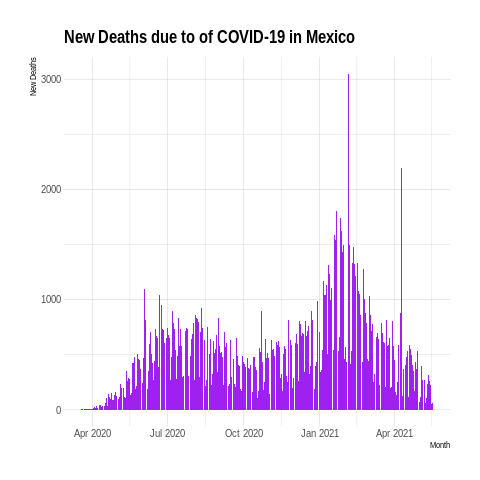 New Deaths due to of COVID-19 in Mexico
New Deaths
3000
2000
1000
0
Apr 2020
Jul 2020
Oct 2020
Jan 2021
Apr 2021
Month